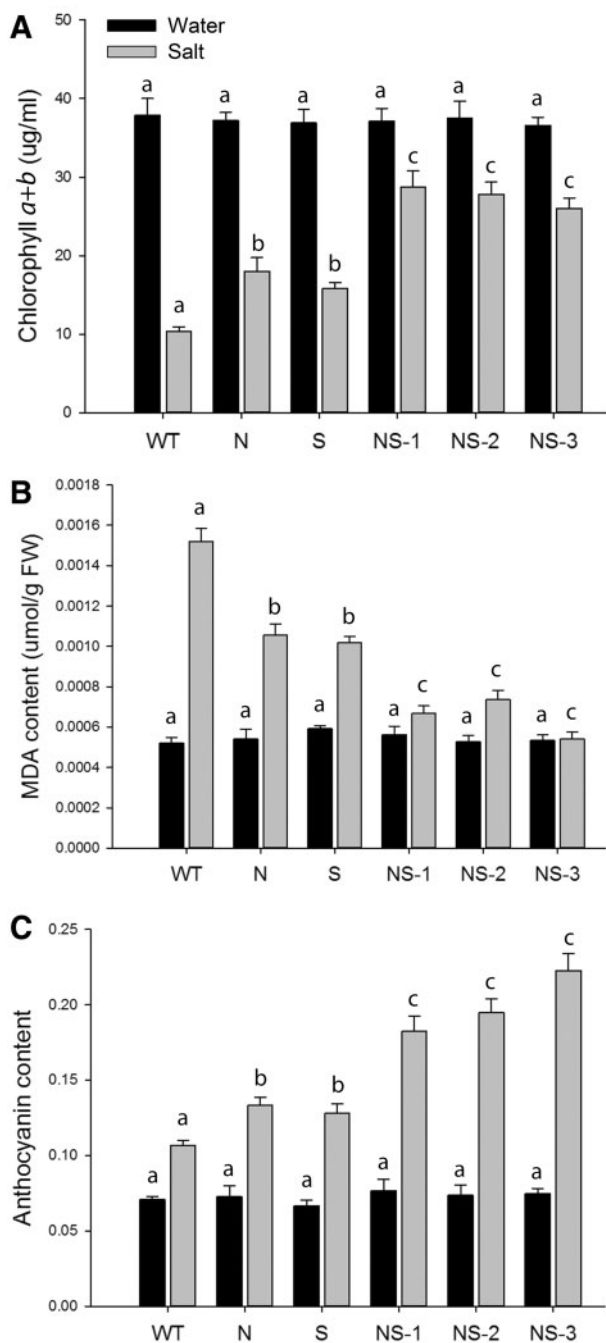 A
Water
Salt
Chlorophyll a+b (ug/ml)
50
40
30
20
10
0
a a a a a a
a b b c c c
WT N S NS-1 NS-2 NS-3
B
MDA content (umol/g FW)
0.0018
0.0016
0.0014
0.0012
0.0010
0.0008
0.0006
0.0004
0.0002
0.0000
a a a b a b a c a c a c
WT N S NS-1 NS-2 NS-3
C
Anthocyanin content
0.25
0.20
0.15
0.10
0.05
0.00
a a a b a b a c a c a c
WT N S NS-1 NS-2 NS-3